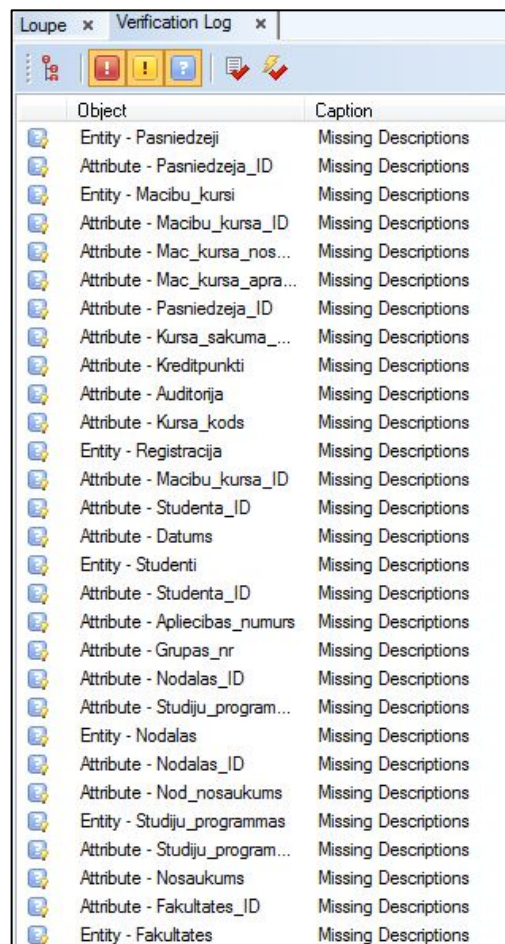 Loupe x Verification Log x
Object Caption
Entity - Pasniedzeji Missing Descriptions
Attribute - Pasniedzeja_ID Missing Descriptions
Entity - Macibu_kursi Missing Descriptions
Attribute - Macibu_kursa_ID Missing Descriptions
Attribute - Mac_kursa_nos... Missing Descriptions
Attribute - Mac_kursa_apra... Missing Descriptions
Attribute - Pasniedzeja_ID Missing Descriptions
Attribute - Kursa_sakuma_... Missing Descriptions
Attribute - Kreditpunkti Missing Descriptions
Attribute - Auditorija Missing Descriptions
Attribute - Kursa_kods Missing Descriptions
Entity - Registracija Missing Descriptions
Attribute - Macibu_kursa_ID Missing Descriptions
Attribute - Studenta_ID Missing Descriptions
Attribute - Datums Missing Descriptions
Entity - Studenti Missing Descriptions
Attribute - Studenta_ID Missing Descriptions
Attribute - Apliecibas_numurs Missing Descriptions
Attribute - Grupas_nr Missing Descriptions
Attribute - Nodalas_ID Missing Descriptions
Attribute - Studiju_program... Missing Descriptions
Entity - Nodalas Missing Descriptions
Attribute - Nodalas_ID Missing Descriptions
Attribute - Nod_nosaukums Missing Descriptions
Entity - Studiju_programmas Missing Descriptions
Attribute - Studiju_program... Missing Descriptions
Attribute - Nosaukums Missing Descriptions
Attribute - Fakultates_ID Missing Descriptions
Entity - Fakultates Missing Descriptions